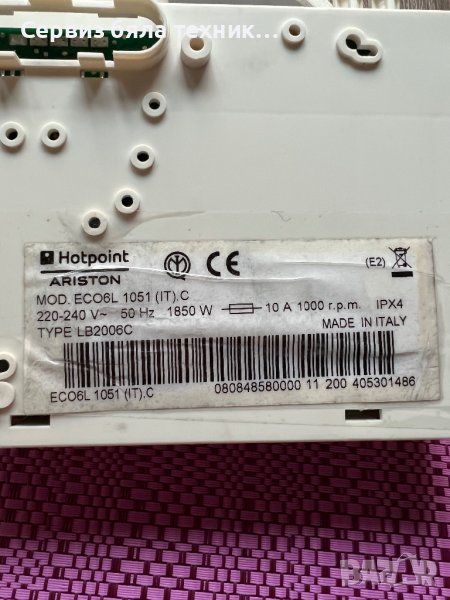 Сервиз бяла техник…
Hotpoint
ARISTON
CE
(E2)
MOD. ECO6L 1051 (IT).C
220-240 V~ 50 Hz 1850 W 10 A 1000 r.p.m. IPX4
TYPE LB2006C
MADE IN ITALY
ECO6L 1051 (IT).C
080848580000 11 200 405301486
BAZAR